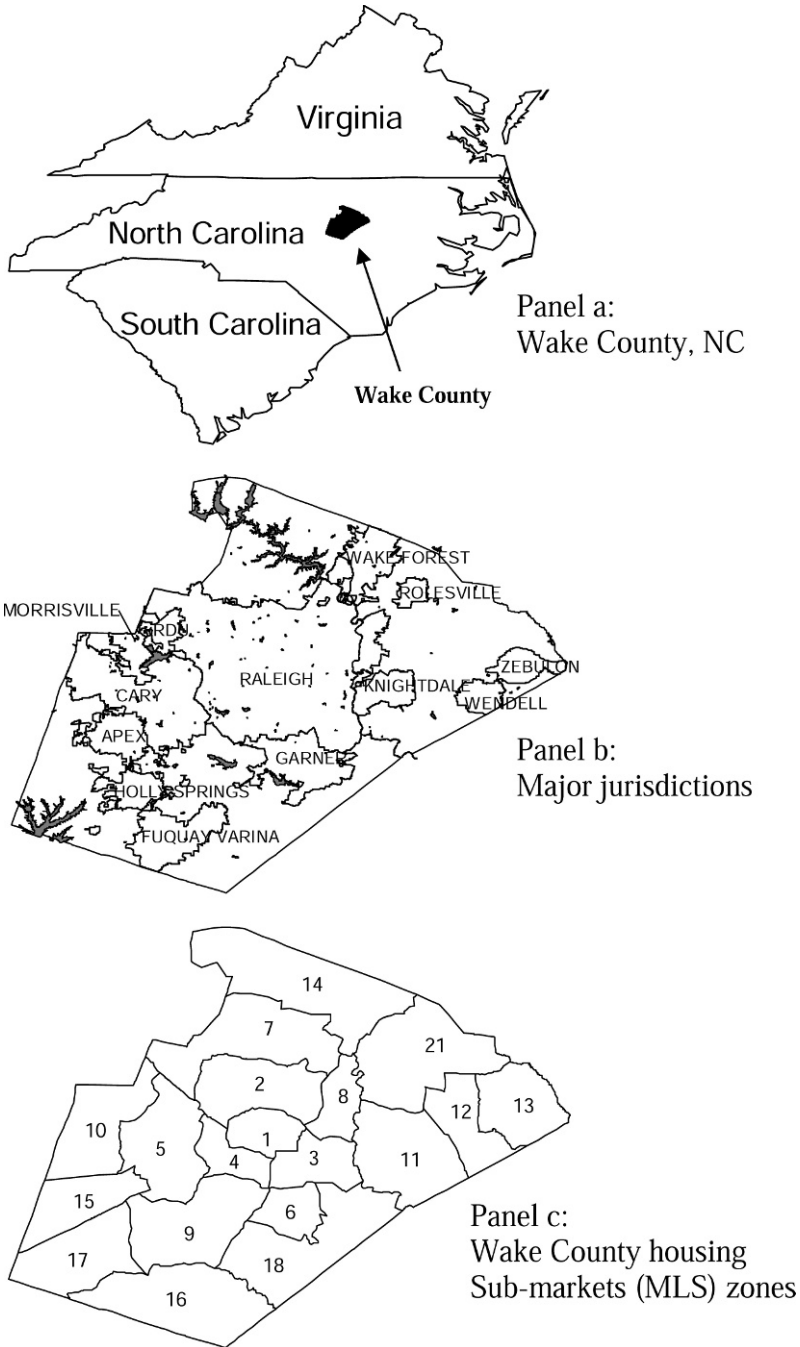 Virginia
North Carolina
South Carolina
Wake County
Panel a:
Wake County, NC
WAKE FOREST
ROLESVILLE
MORRISVILLE
RDU
ZEBULON
RALEIGH
KNIGHTDALE
CARY
WENDELL
APEX
GARNER
HOLLY SPRINGS
FUQUAY VARINA
Panel b:
Major jurisdictions
14
7
21
2
8
12
13
10
1
5
4
3
11
15
6
9
17
18
16
Panel c:
Wake County housing
Sub-markets (MLS) zones